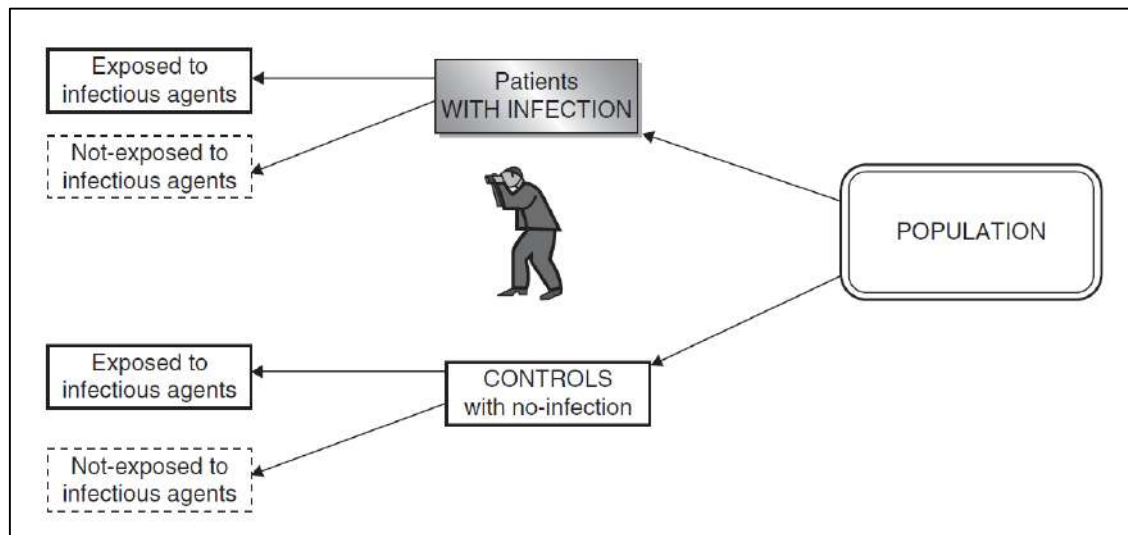 Exposed to
infectious agents
Patients
WITH INFECTION
Not-exposed to
infectious agents
POPULATION
Exposed to
infectious agents
CONTROLS
with no-infection
Not-exposed to
infectious agents